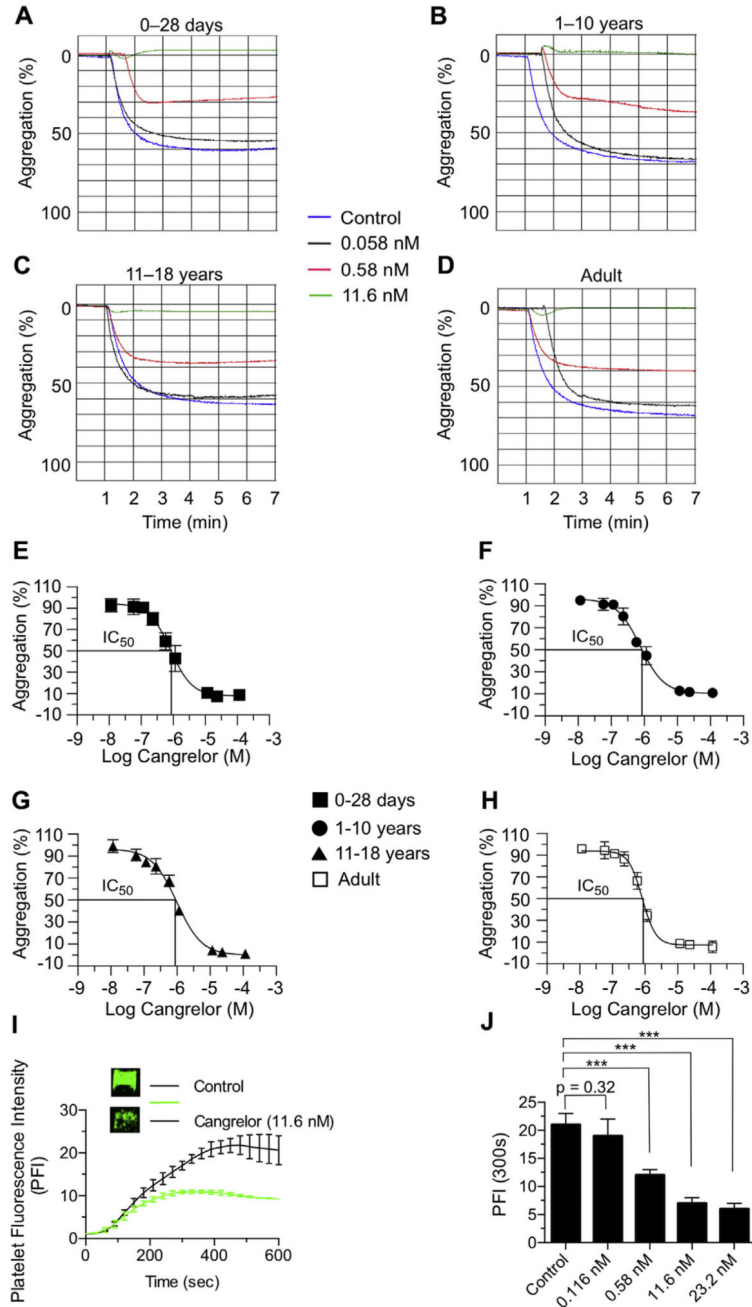 A
0–28 days
Aggregation (%)
0
50
100
B
1–10 years
Aggregation (%)
0
50
100
Control
0.058 nM
0.58 nM
11.6 nM
C
11–18 years
Aggregation (%)
0
50
100
1 2 3 4 5 6 7
Time (min)
D
Adult
Aggregation (%)
0
50
100
1 2 3 4 5 6 7
Time (min)
E
Aggregation (%)
110
90
70
50
30
10
-10
IC50
-9 -8 -7 -6 -5 -4 -3
Log Cangrelor (M)
F
Aggregation (%)
110
90
70
50
30
10
-10
IC50
-9 -8 -7 -6 -5 -4 -3
Log Cangrelor (M)
G
Aggregation (%)
110
90
70
50
30
10
-10
IC50
-9 -8 -7 -6 -5 -4 -3
Log Cangrelor (M)
0-28 days
1-10 years
11-18 years
Adult
H
Aggregation (%)
110
90
70
50
30
10
-10
IC50
-9 -8 -7 -6 -5 -4 -3
Log Cangrelor (M)
I
Control
Cangrelor (11.6 nM)
Platelet Fluorescence Intensity
(PFI)
30
20
10
0
0 200 400 600
Time (sec)
J
***
***
***
p = 0.32
PFI (300s)
25
20
15
10
5
0
Control
0.116 nM
0.58 nM
11.6 nM
23.2 nM